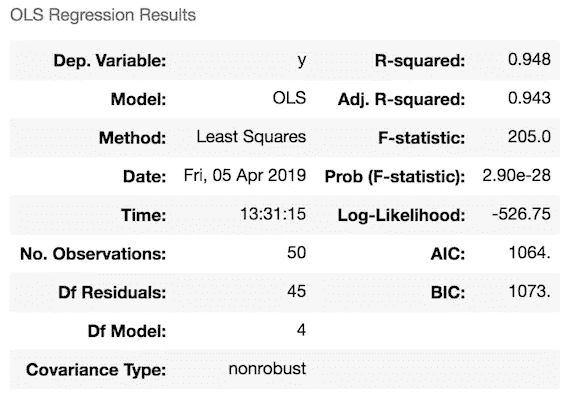 OLS Regression Results
Dep. Variable: y R-squared: 0.948
Model: OLS Adj. R-squared: 0.943
Method: Least Squares F-statistic: 205.0
Date: Fri, 05 Apr 2019 Prob (F-statistic): 2.90e-28
Time: 13:31:15 Log-Likelihood: -526.75
No. Observations: 50 AIC: 1064.
Df Residuals: 45 BIC: 1073.
Df Model: 4
Covariance Type: nonrobust